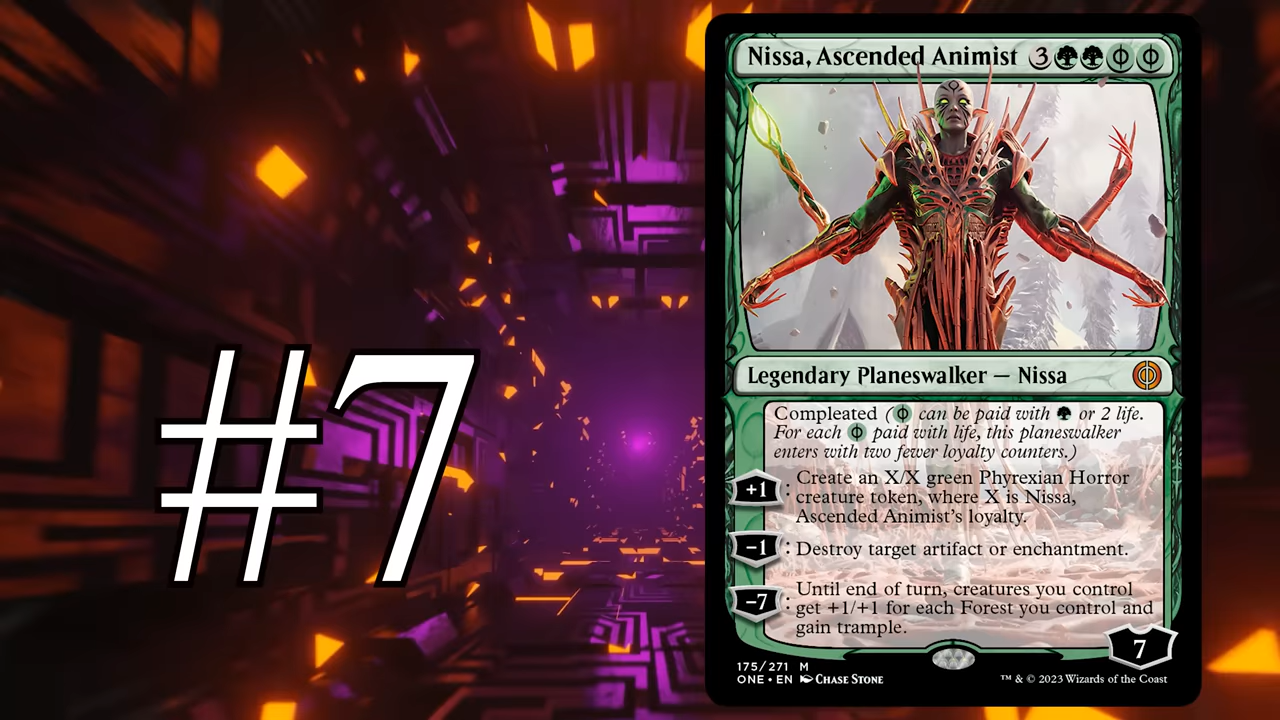 #7
Nissa, Ascended Animist 3
Legendary Planeswalker — Nissa
Compleated ( can be paid with or 2 life.
For each paid with life, this planeswalker
enters with two fewer loyalty counters.)
+1: Create an X/X green Phyrexian Horror
creature token, where X is Nissa,
Ascended Animist's loyalty.
−1: Destroy target artifact or enchantment.
−7: Until end of turn, creatures you control
get +1/+1 for each Forest you control and
gain trample.
7
175/271 M
ONE • EN CHASE STONE
™ & © 2023 Wizards of the Coast